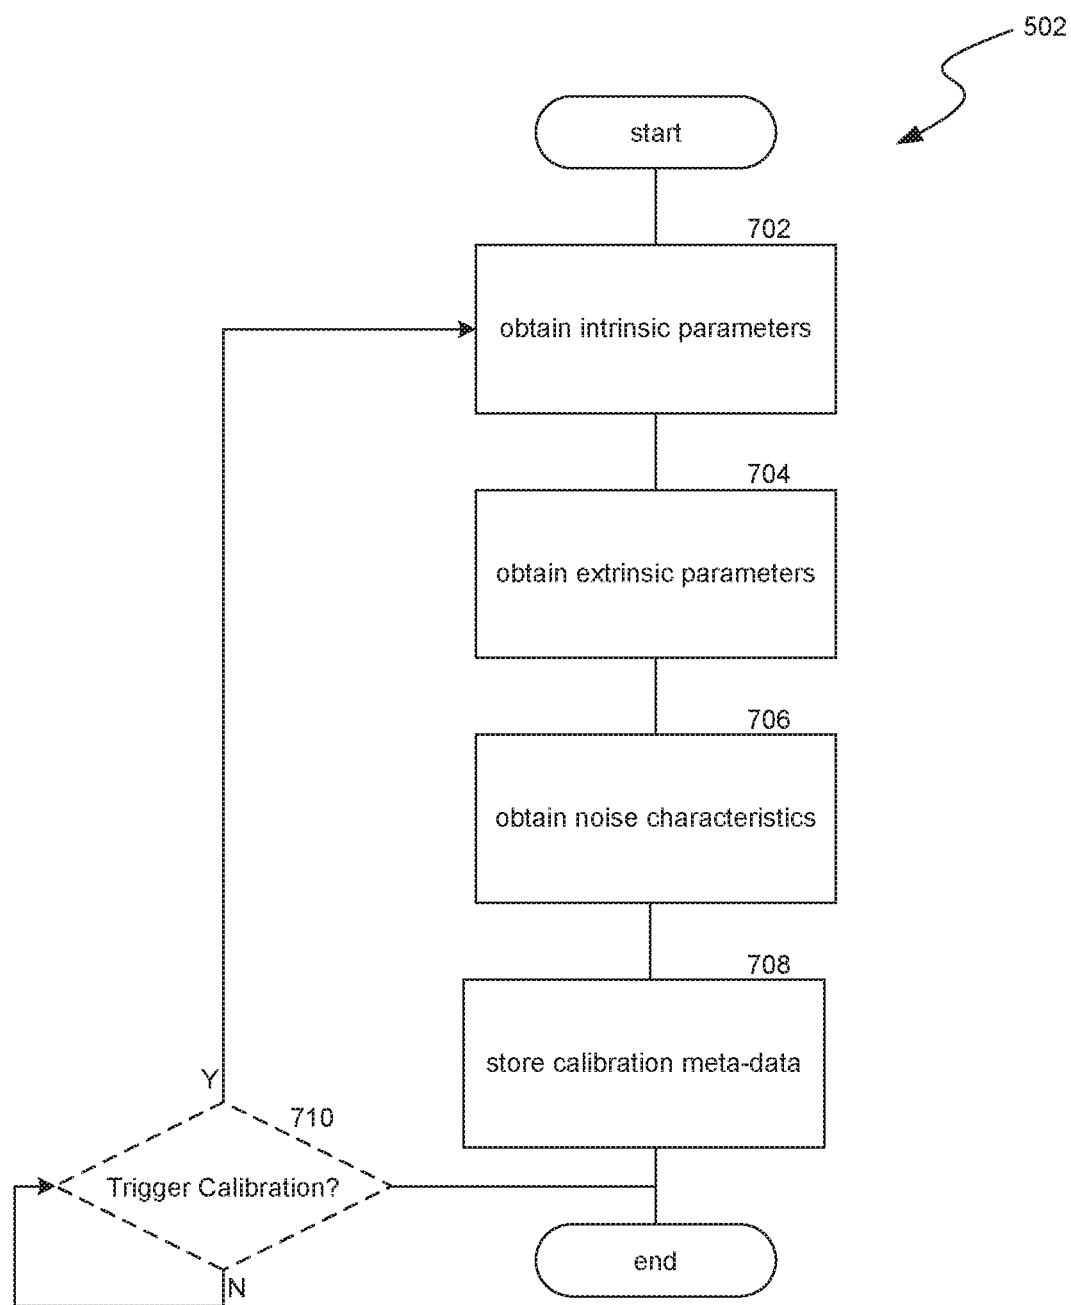 502
start
702
obtain intrinsic parameters
704
obtain extrinsic parameters
706
obtain noise characteristics
708
store calibration meta-data
Y
710
Trigger Calibration?
N
end